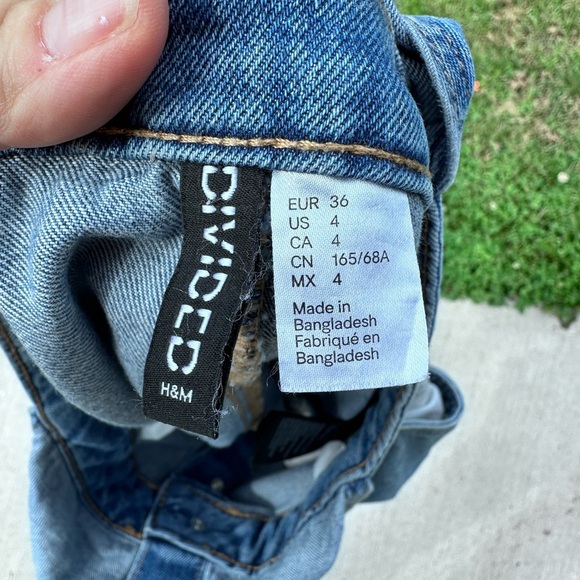 DIVIDED
H&M
EUR 36
US 4
CA 4
CN 165/68A
MX 4
Made in
Bangladesh
Fabriqué en
Bangladesh